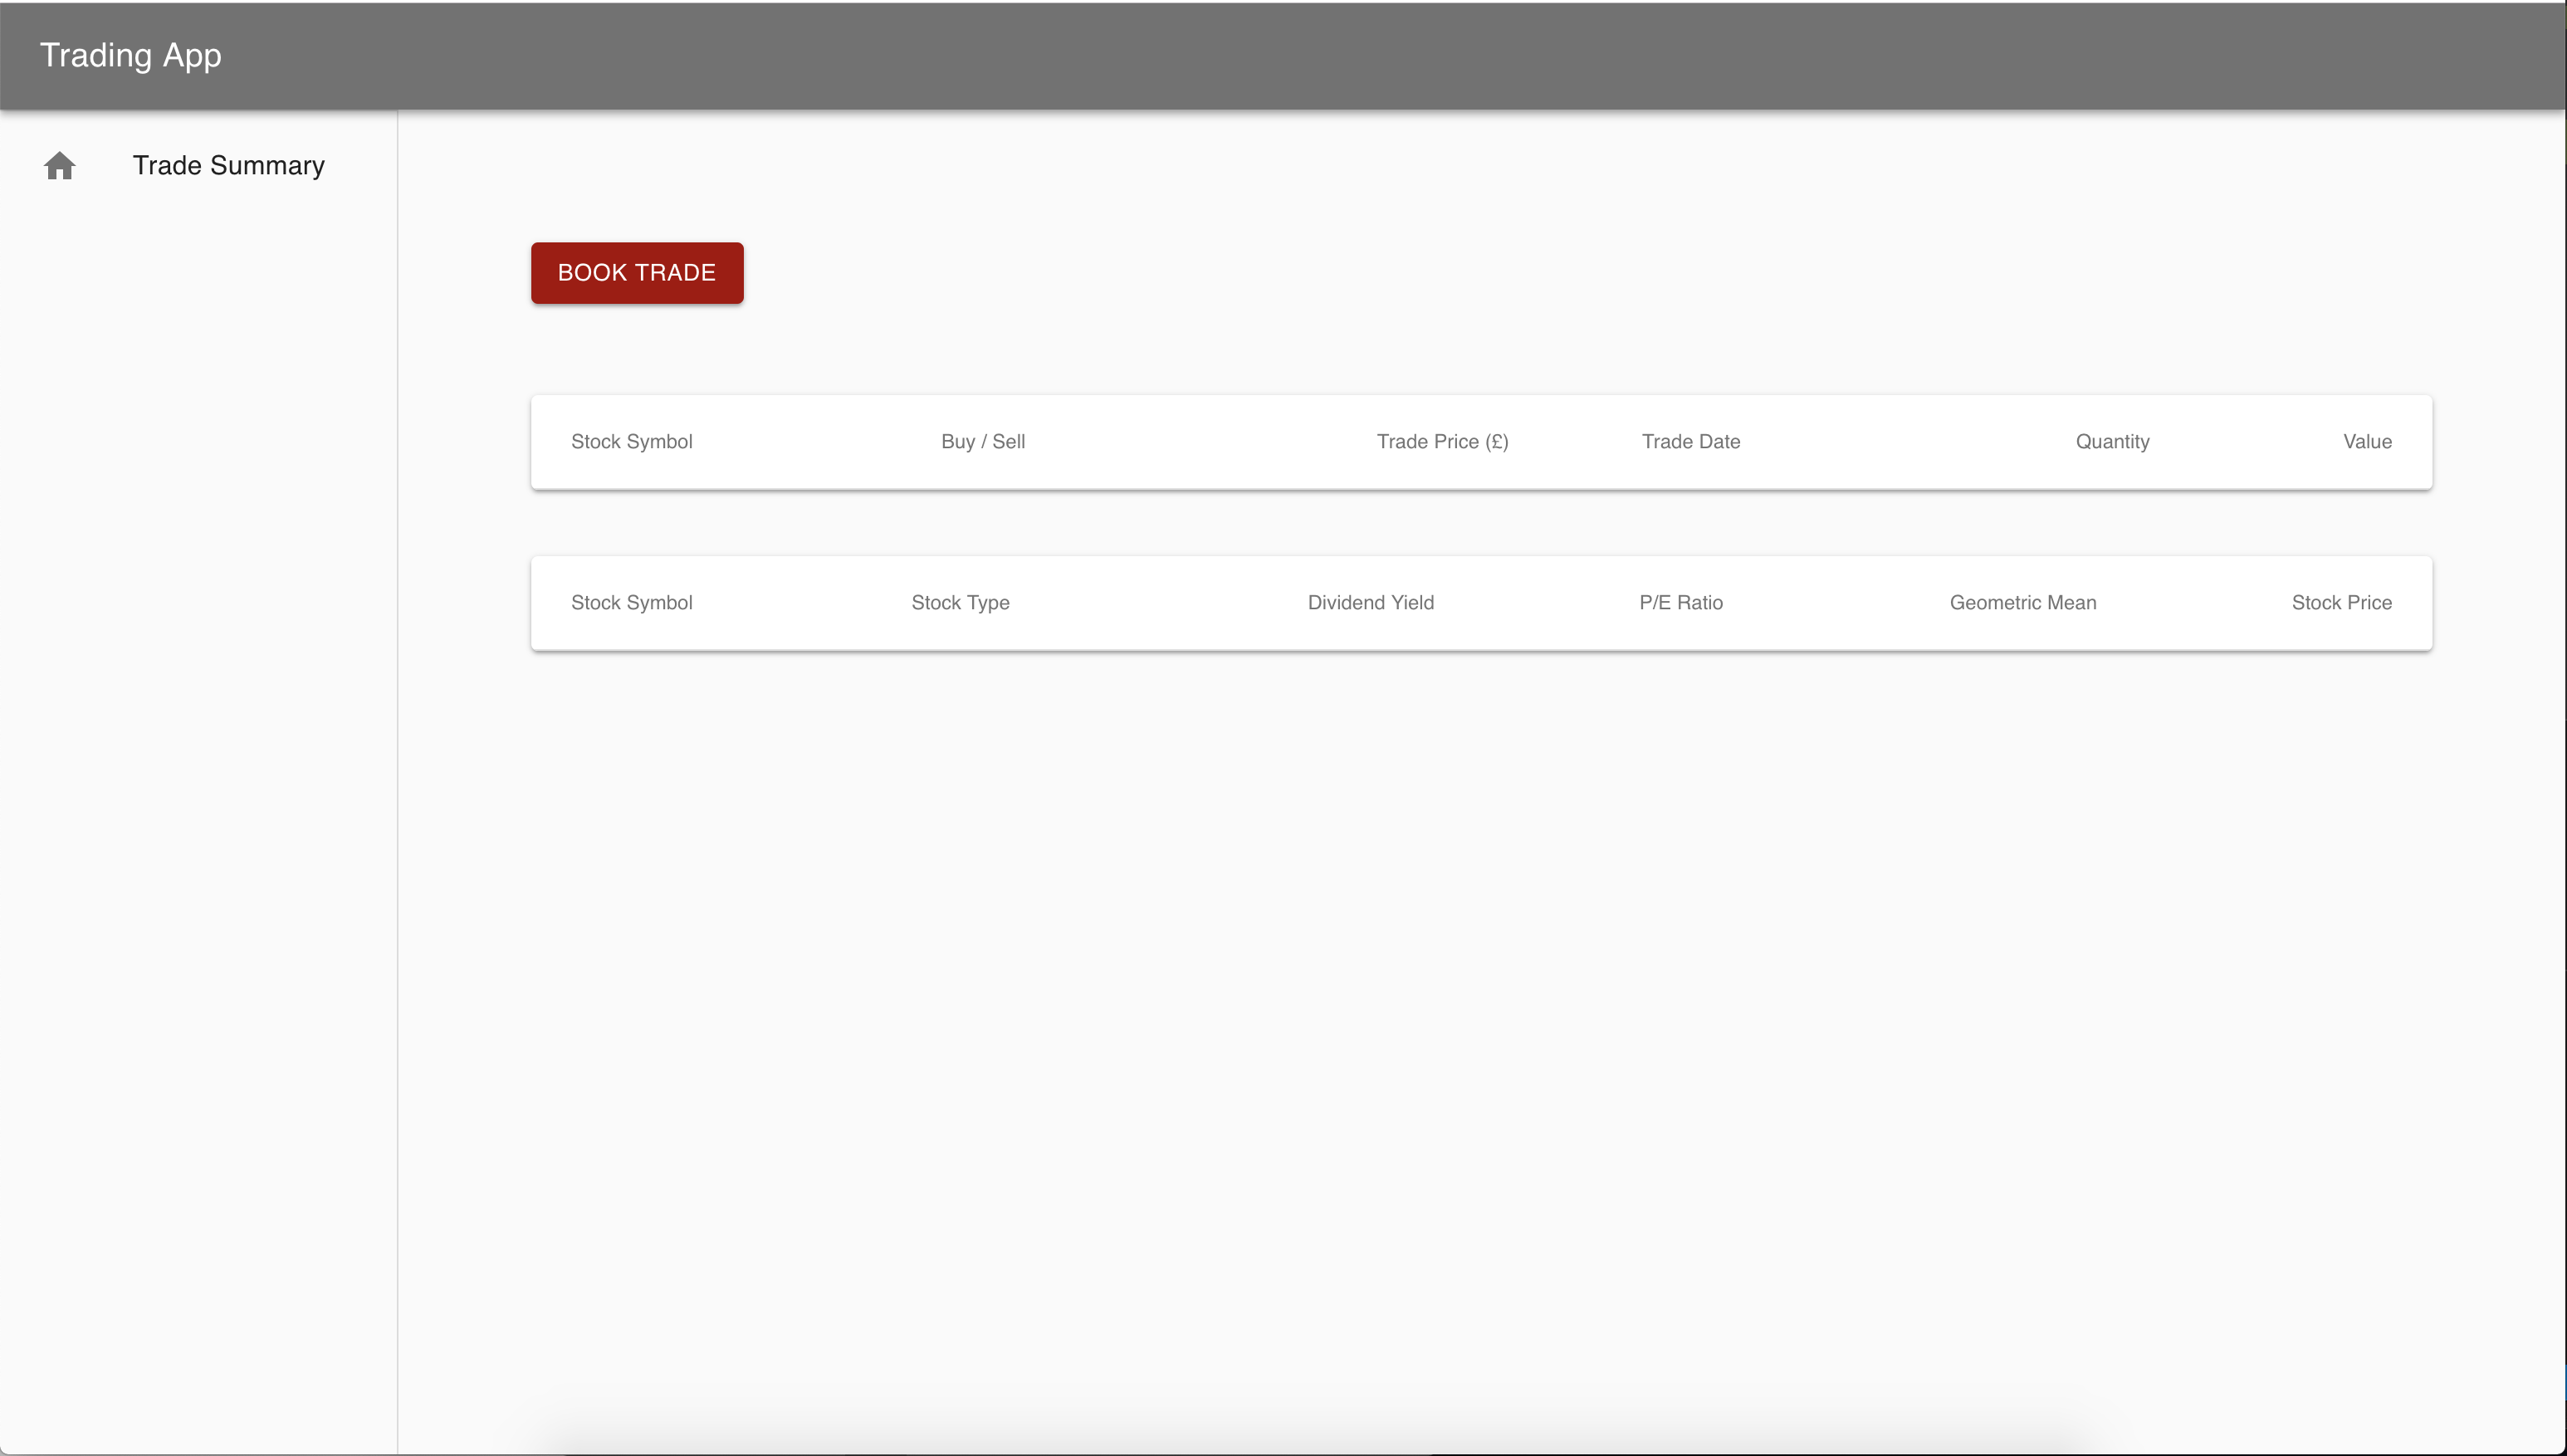 Trading App
Trade Summary
BOOK TRADE
Stock Symbol Buy / Sell Trade Price (£) Trade Date Quantity Value
Stock Symbol Stock Type Dividend Yield P/E Ratio Geometric Mean Stock Price